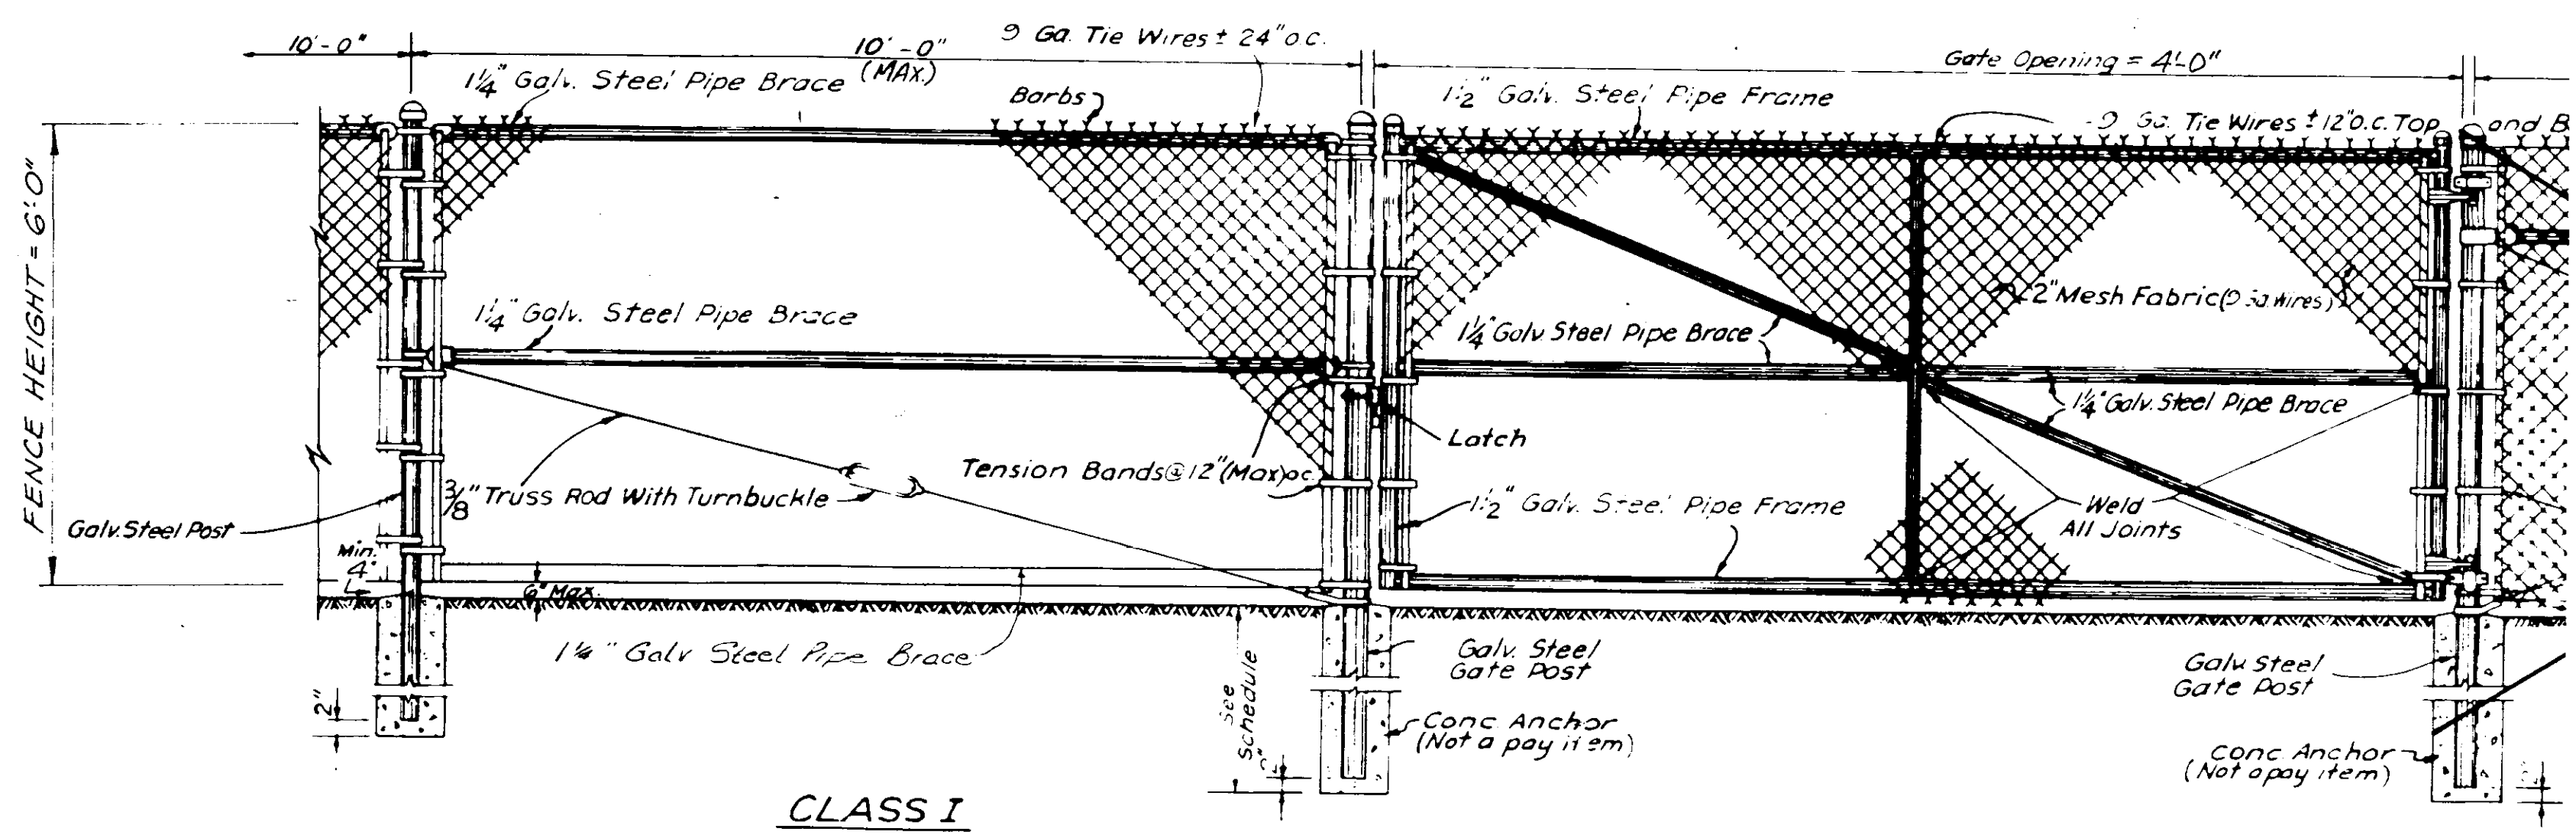 10'-0"
10'-0"
(MAX.)
9 Ga. Tie Wires ± 24" o.c.
Gate Opening = 4'-0"
1¼" Galv. Steel Pipe Brace
Barbs
1½" Galv. Steel Pipe Frame
9 Ga. Tie Wires ± 12" O.C. Top and B
FENCE HEIGHT = 6'-0"
2" Mesh Fabric (9 Ga Wires)
1¼" Galv. Steel Pipe Brace
1¼" Galv Steel Pipe Brace
1¼" Galv. Steel Pipe Brace
Latch
Tension Bands @ 12" (Max) oc.
3/8" Truss Rod With Turnbuckle
1½" Galv. Steel Pipe Frame
Weld
All Joints
Galv. Steel Post
Min.
4"
6" Max.
1¼" Galv Steel Pipe Brace
Galv. Steel
Gate Post
Galv. Steel
Gate Post
2"
See
Schedule
Conc Anchor
(Not a pay item)
Conc. Anchor
(Not a pay item)
CLASS I